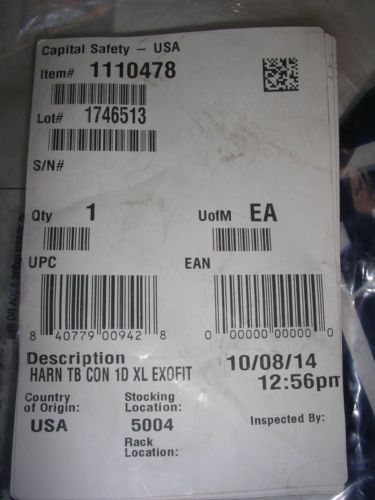 Capital Safety – USA
Item# 1110478
Lot# 1746513
S/N#
Qty 1 UofM EA
UPC EAN
8 40779 00942 8 0 00000 00000 0
Description 10/08/14
HARN TB CON 1D XL EXOFIT 12:56pm
Country of Origin: Stocking Location: Inspected By:
USA 5004
Rack Location: